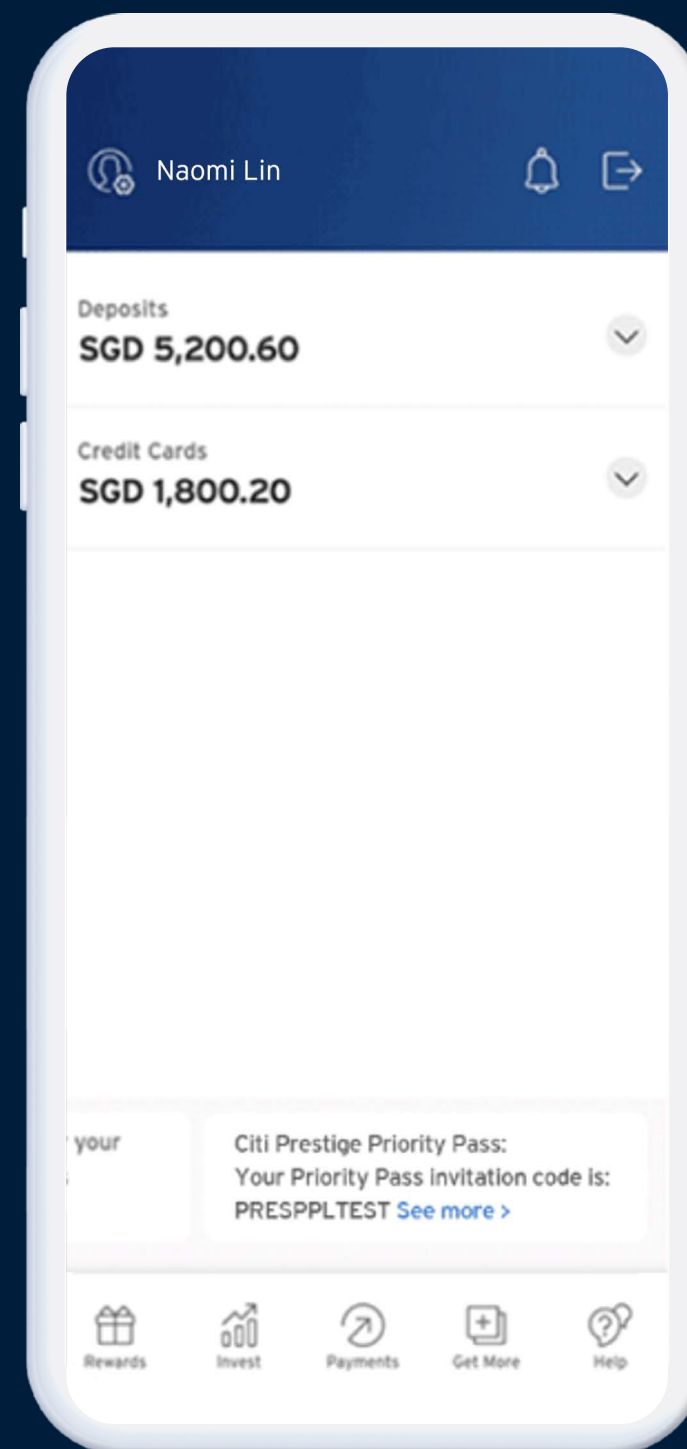 Naomi Lin
Deposits
SGD 5,200.60
Credit Cards
SGD 1,800.20
your
Citi Prestige Priority Pass:
Your Priority Pass invitation code is:
PRESPPLTEST See more >
Rewards
Invest
Payments
Get More
Help